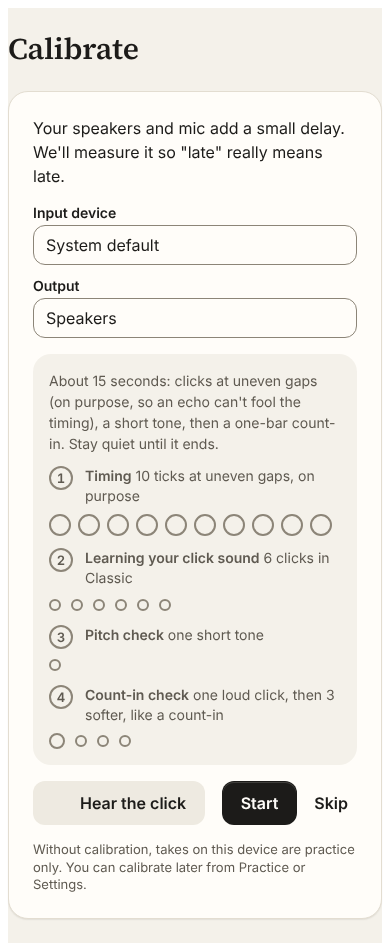 Calibrate
Your speakers and mic add a small delay.
We'll measure it so "late" really means
late.
Input device
System default
Output
Speakers
About 15 seconds: clicks at uneven gaps
(on purpose, so an echo can't fool the
timing), a short tone, then a one-bar count-
in. Stay quiet until it ends.
1 Timing 10 ticks at uneven gaps, on
purpose
2 Learning your click sound 6 clicks in
Classic
3 Pitch check one short tone
4 Count-in check one loud click, then 3
softer, like a count-in
Hear the click Start Skip
Without calibration, takes on this device are practice
only. You can calibrate later from Practice or
Settings.